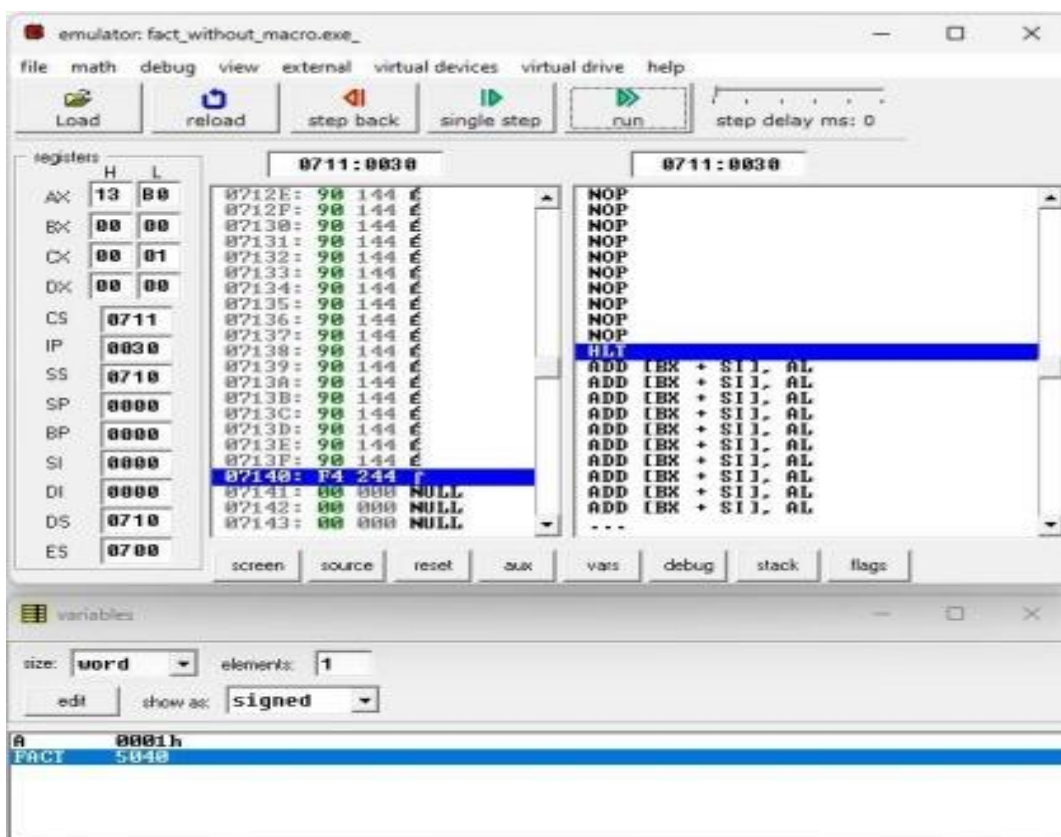 emulator: fact_without_macro.exe_
file math debug view external virtual devices virtual drive help
Load reload step back single step run step delay ms: 0
registers
H L
0711:0030 0711:0030
AX 13 B0
BX 00 00
CX 00 01
DX 00 00
CS 0711
IP 0030
SS 0710
SP 0000
BP 0000
SI 0000
DI 0000
DS 0710
ES 0700
0712E: 90 144 É
0712F: 90 144 É
07130: 90 144 É
07131: 90 144 É
07132: 90 144 É
07133: 90 144 É
07134: 90 144 É
07135: 90 144 É
07136: 90 144 É
07137: 90 144 É
07138: 90 144 É
07139: 90 144 É
0713A: 90 144 É
0713B: 90 144 É
0713C: 90 144 É
0713D: 90 144 É
0713E: 90 144 É
0713F: 90 144 É
07140: F4 244 ⌠
07141: 00 000 NULL
07142: 00 000 NULL
07143: 00 000 NULL
NOP
NOP
NOP
NOP
NOP
NOP
NOP
NOP
NOP
NOP
HLT
ADD [BX + SI], AL
ADD [BX + SI], AL
ADD [BX + SI], AL
ADD [BX + SI], AL
ADD [BX + SI], AL
ADD [BX + SI], AL
ADD [BX + SI], AL
ADD [BX + SI], AL
ADD [BX + SI], AL
ADD [BX + SI], AL
...
screen source reset aux vars debug stack flags
variables
size: word elements: 1
edit show as: signed
A 0001h
FACT 5040